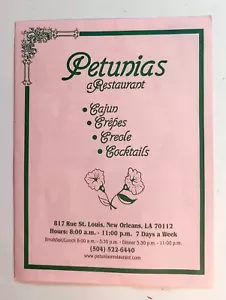 Petunias
a Restaurant
• Cajun
• Crêpes
• Creole
• Cocktails
817 Rue St. Louis, New Orleans, LA 70112
Hours: 8:00 a.m. - 11:00 p.m. 7 Days a Week
Breakfast/Lunch 8:00 a.m. - 3:30 p.m. • Dinner 3:30 p.m. - 11:00 p.m.
(504) 522-6440
www.petuniasrestaurant.com